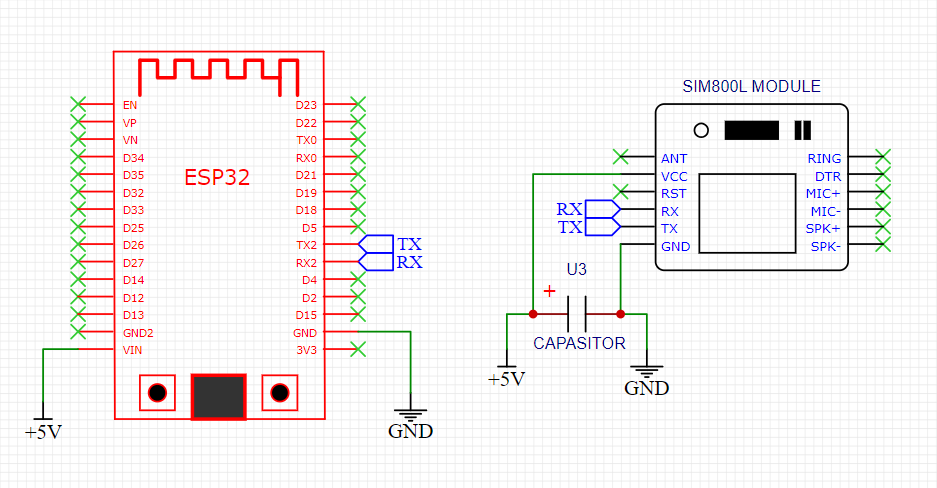 SIM800L MODULE
EN
VP
VN
D34
D35
D32
D33
D25
D26
D27
D14
D12
D13
GND2
VIN
ESP32
D23
D22
TX0
RX0
D21
D19
D18
D5
TX2
RX2
D4
D2
D15
GND
3V3
TX
RX
+5V
GND
ANT
VCC
RST
RX
TX
GND
RING
DTR
MIC+
MIC-
SPK+
SPK-
RX
TX
U3
+
CAPASITOR
+5V
GND